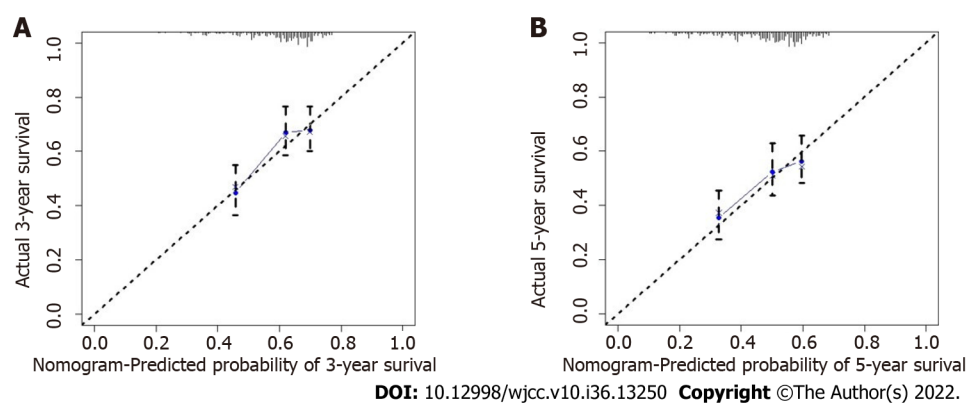 A
B
Actual 3-year survival
1.0
0.8
0.6
0.4
0.2
0.0
0.0 0.2 0.4 0.6 0.8 1.0
Nomogram-Predicted probability of 3-year surival
Actual 5-year survival
1.0
0.8
0.6
0.4
0.2
0.0
0.0 0.2 0.4 0.6 0.8 1.0
Nomogram-Predicted probability of 5-year surival
DOI: 10.12998/wjcc.v10.i36.13250 Copyright ©The Author(s) 2022.